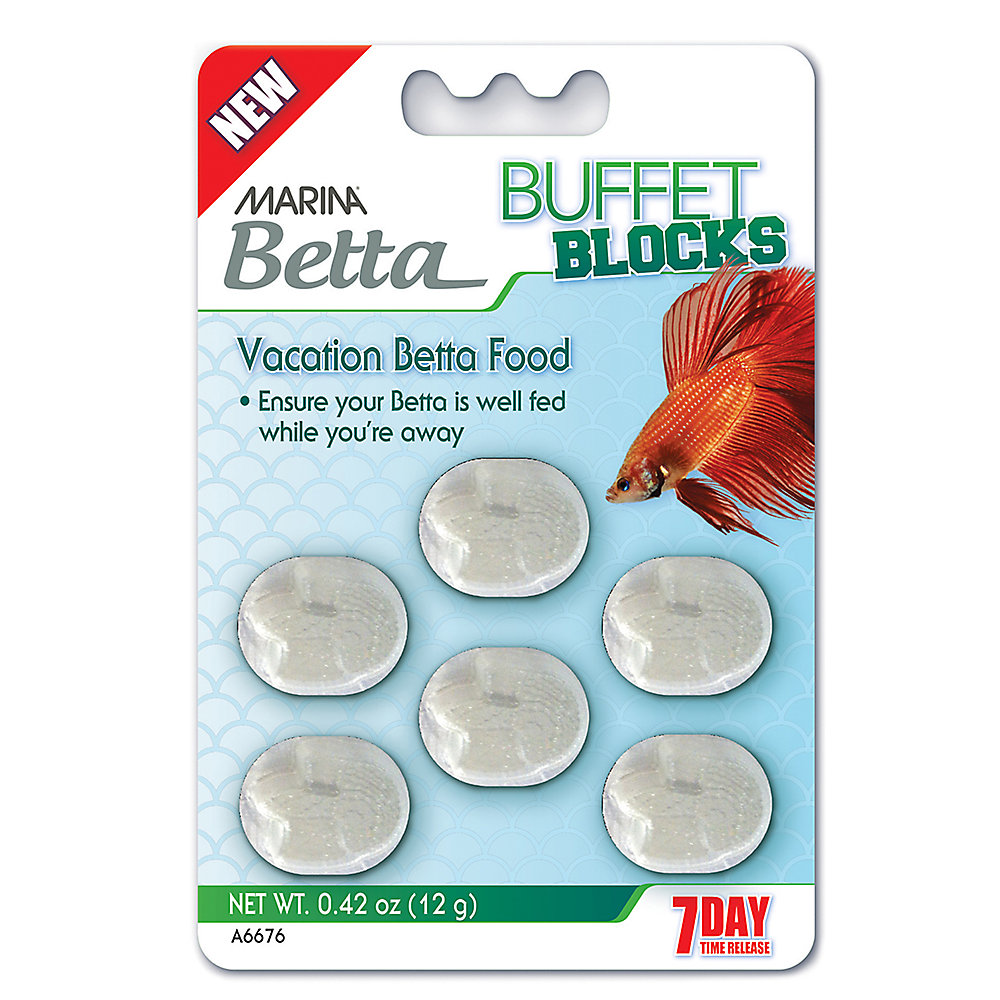 NEW
MARINA
Betta
BUFFET
BLOCKS
Vacation Betta Food
• Ensure your Betta is well fed
while you're away
NET WT. 0.42 oz (12 g)
A6676
7 DAY
TIME RELEASE